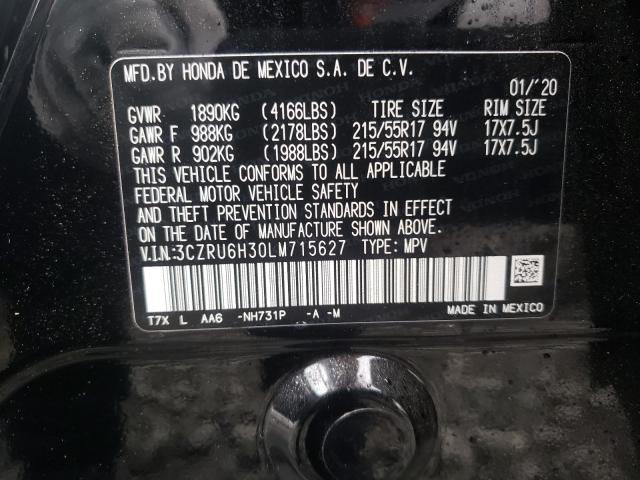 MFD.BY HONDA DE MEXICO S.A. DE C.V.
01/'20
GVWR 1890KG (4166LBS) TIRE SIZE RIM SIZE
GAWR F 988KG (2178LBS) 215/55R17 94V 17X7.5J
GAWR R 902KG (1988LBS) 215/55R17 94V 17X7.5J
THIS VEHICLE CONFORMS TO ALL APPLICABLE
FEDERAL MOTOR VEHICLE SAFETY
AND THEFT PREVENTION STANDARDS IN EFFECT
ON THE DATE OF MANUFACTURE SHOWN ABOVE.
V.I.N:3CZRU6H30LM715627 TYPE: MPV
T7X L AA6 -NH731P -A -M
MADE IN MEXICO